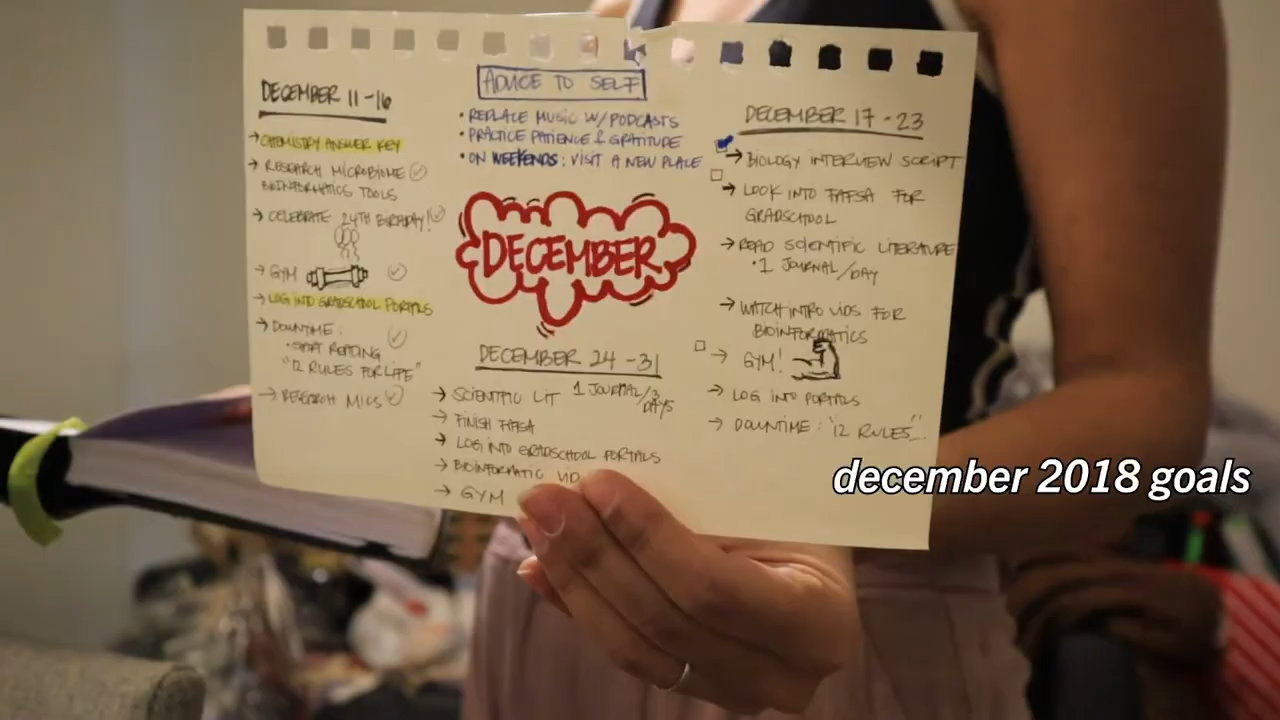 DECEMBER 11-16
→ CHEMISTRY ANSWER KEY
→ RESEARCH MICROBIOME
BIOINFORMATICS TOOLS
→ CELEBRATE 24TH BIRTHDAY!
→ GYM
→ LOG INTO GRADSCHOOL PORTALS
→ DOWNTIME:
• START READING
"12 RULES FOR LIFE"
→ RESEARCH MICS
ADVICE TO SELF
• REPLACE MUSIC W/ PODCASTS
• PRACTICE PATIENCE & GRATITUDE
• ON WEEKENDS: VISIT A NEW PLACE
DECEMBER
DECEMBER 24-31
→ SCIENTIFIC LIT 1 JOURNAL/3
DAYS
→ FINISH FAFSA
→ LOG INTO GRADSCHOOL PORTALS
→ BIOINFORMATIC VID
→ GYM
DECEMBER 17-23
→ BIOLOGY INTERVIEW SCRIPT
→ LOOK INTO FAFSA FOR
GRADSCHOOL
→ READ SCIENTIFIC LITERATURE
• 1 JOURNAL/DAY
→ WATCH INTRO VIDS FOR
BIOINFORMATICS
→ GYM!
→ LOG INTO PORTALS
→ DOWNTIME: "12 RULES"...
december 2018 goals